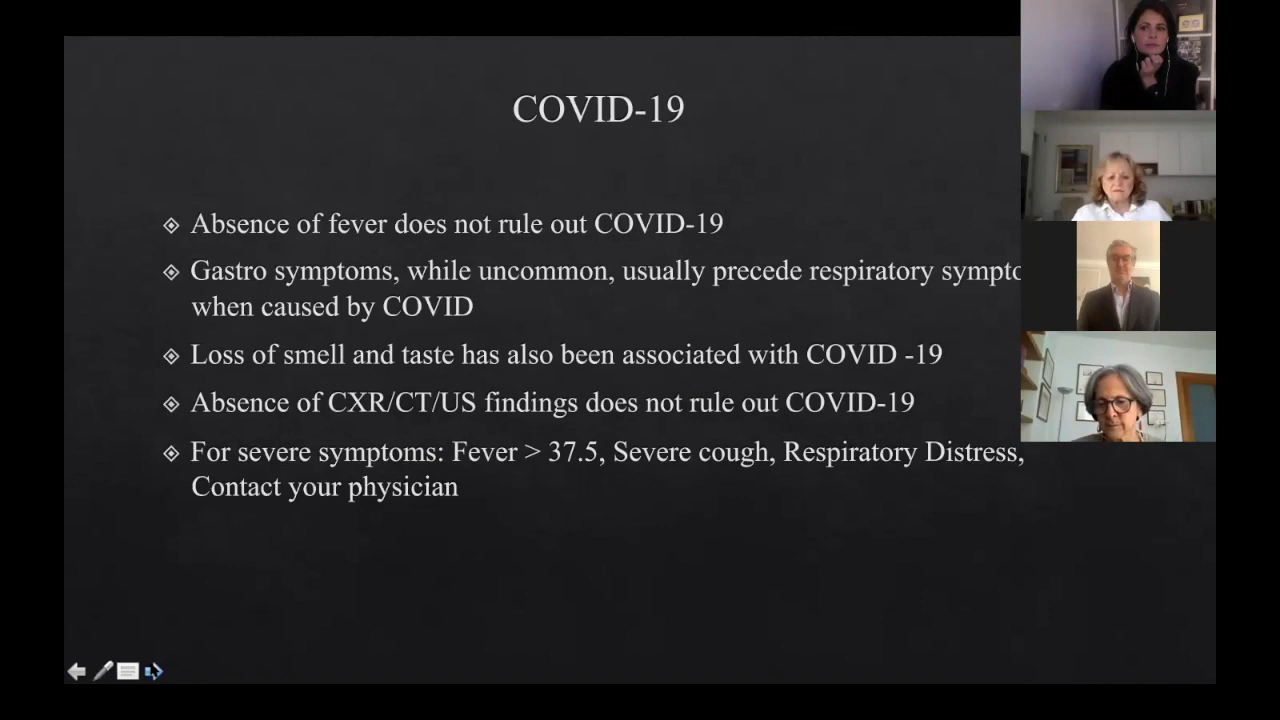 COVID-19
Absence of fever does not rule out COVID-19
Gastro symptoms, while uncommon, usually precede respiratory sympto
when caused by COVID
Loss of smell and taste has also been associated with COVID -19
Absence of CXR/CT/US findings does not rule out COVID-19
For severe symptoms: Fever > 37.5, Severe cough, Respiratory Distress,
Contact your physician